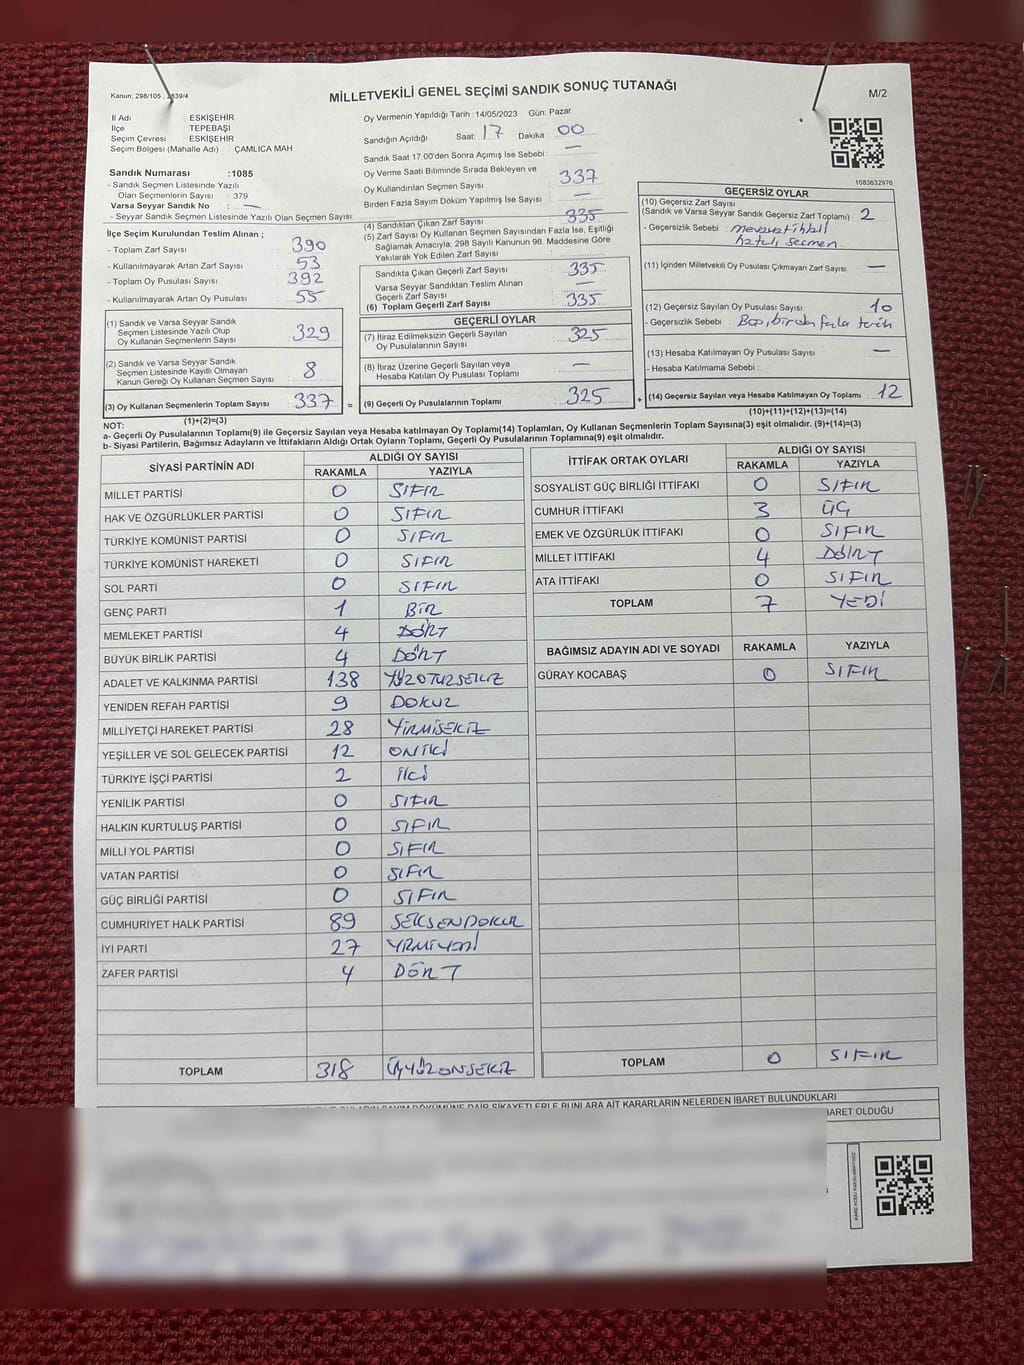 Kanun; 298/105 , 2839/4
MİLLETVEKİLİ GENEL SEÇİMİ SANDIK SONUÇ TUTANAĞI
M/2
İl Adı : ESKİŞEHİR
İlçe TEPEBAŞI
Seçim Çevresi : ESKİŞEHİR
Seçim Bölgesi (Mahalle Adı) : ÇAMLICA MAH
Sandık Numarası :1085
- Sandık Seçmen Listesinde Yazılı
Olan Seçmenlerin Sayısı : 379
Varsa Seyyar Sandık No : —
- Seyyar Sandık Seçmen Listesinde Yazılı Olan Seçmen Sayısı:
İlçe Seçim Kurulundan Teslim Alınan ;
- Toplam Zarf Sayısı : 390
- Kullanılmayarak Artan Zarf Sayısı : 53
- Toplam Oy Pusulası Sayısı : 392
- Kullanılmayarak Artan Oy Pusulası : 55
(1) Sandık ve Varsa Seyyar Sandık
Seçmen Listesinde Yazılı Olup
Oy Kullanan Seçmenlerin Sayısı : 329
(2) Sandık ve Varsa Seyyar Sandık
Seçmen Listesinde Kayıtlı Olmayan
Kanun Gereği Oy Kullanan Seçmen Sayısı : 8
(3) Oy Kullanan Seçmenlerin Toplam Sayısı : 337 =
(1)+(2)=(3)
Oy Vermenin Yapıldığı Tarih : 14/05/2023 Gün: Pazar
Sandığın Açıldığı Saat: 17 Dakika 00
Sandık Saat 17.00'den Sonra Açımış İse Sebebi : —
Oy Verme Saati Bitiminde Sırada Bekleyen ve
Oy Kullandırılan Seçmen Sayısı : 337
Birden Fazla Sayım Döküm Yapılmış İse Sayısı : —
(4) Sandıktan Çıkan Zarf Sayısı : 335
(5) Zarf Sayısı Oy Kullanan Seçmen Sayısından Fazla İse, Eşitliği
Sağlamak Amacıyla; 298 Sayılı Kanunun 98. Maddesine Göre
Yakılarak Yok Edilen Zarf Sayısı : —
Sandıkta Çıkan Geçerli Zarf Sayısı : 335
Varsa Seyyar Sandıktan Teslim Alınan
Geçerli Zarf Sayısı : —
(6) Toplam Geçerli Zarf Sayısı : 335
GEÇERLİ OYLAR
(7) İtiraz Edilmeksizin Geçerli Sayılan
Oy Pusulalarının Sayısı : 325
(8) İtiraz Üzerine Geçerli Sayılan veya
Hesaba Katılan Oy Pusulası Toplamı : —
(9) Geçerli Oy Pusulalarının Toplamı : 325 +
1083632976
GEÇERSİZ OYLAR
(10) Geçersiz Zarf Sayısı
(Sandık ve Varsa Seyyar Sandık Geçersiz Zarf Toplamı) : 2
- Geçersizlik Sebebi :
hatalı seçmen
(11) İçinden Milletvekili Oy Pusulası Çıkmayan Zarf Sayısı : —
(12) Geçersiz Sayılan Oy Pusulası Sayısı : 10
- Geçersizlik Sebebi : Boş, birden fazla tercih
(13) Hesaba Katılmayan Oy Pusulası Sayısı : —
- Hesaba Katılmama Sebebi :
(14) Geçersiz Sayılan veya Hesaba Katılmayan Oy Toplamı : 12
(10)+(11)+(12)+(13)=(14)
NOT:
a- Geçerli Oy Pusulalarının Toplamı(9) ile Geçersiz Sayılan veya Hesaba katılmayan Oy Toplamı(14) Toplamları, Oy Kullanan Seçmenlerin Toplam Sayısına(3) eşit olmalıdır. (9)+(14)=(3)
b- Siyasi Partilerin, Bağımsız Adayların ve İttifakların Aldığı Ortak Oyların Toplamı, Geçerli Oy Pusulalarının Toplamına(9) eşit olmalıdır.
SİYASİ PARTİNİN ADI ALDIĞI OY SAYISI
RAKAMLA YAZIYLA
MİLLET PARTİSİ 0 SIFIR
HAK VE ÖZGÜRLÜKLER PARTİSİ 0 SIFIR
TÜRKİYE KOMÜNİST PARTİSİ 0 SIFIR
TÜRKİYE KOMÜNİST HAREKETİ 0 SIFIR
SOL PARTİ 0 SIFIR
GENÇ PARTİ 1 BİR
MEMLEKET PARTİSİ 4 DÖRT
BÜYÜK BİRLİK PARTİSİ 4 DÖRT
ADALET VE KALKINMA PARTİSİ 138 YÜZOTUZSEKİZ
YENİDEN REFAH PARTİSİ 9 DOKUZ
MİLLİYETÇİ HAREKET PARTİSİ 28 YİRMİSEKİZ
YEŞİLLER VE SOL GELECEK PARTİSİ 12 ONİKİ
TÜRKİYE İŞÇİ PARTİSİ 2 İKİ
YENİLİK PARTİSİ 0 SIFIR
HALKIN KURTULUŞ PARTİSİ 0 SIFIR
MİLLİ YOL PARTİSİ 0 SIFIR
VATAN PARTİSİ 0 SIFIR
GÜÇ BİRLİĞİ PARTİSİ 0 SIFIR
CUMHURİYET HALK PARTİSİ 89 SEKSENDOKUZ
İYİ PARTİ 27 YİRMİYEDİ
ZAFER PARTİSİ 4 DÖRT
TOPLAM 318 ÜÇYÜZONSEKİZ
İTTİFAK ORTAK OYLARI ALDIĞI OY SAYISI
RAKAMLA YAZIYLA
SOSYALİST GÜÇ BİRLİĞİ İTTİFAKI 0 SIFIR
CUMHUR İTTİFAKI 3 ÜÇ
EMEK VE ÖZGÜRLÜK İTTİFAKI 0 SIFIR
MİLLET İTTİFAKI 4 DÖRT
ATA İTTİFAKI 0 SIFIR
TOPLAM 7 YEDİ
BAĞIMSIZ ADAYIN ADI VE SOYADI RAKAMLA YAZIYLA
GÜRAY KOCABAŞ 0 SIFIR
TOPLAM 0 SIFIR
SAYIM DÖKÜMÜNE DAİR ŞİKAYETLERLE BUNLARA AİT KARARLARIN NELERDEN İBARET BULUNDUKLARI
İBARET OLDUĞU